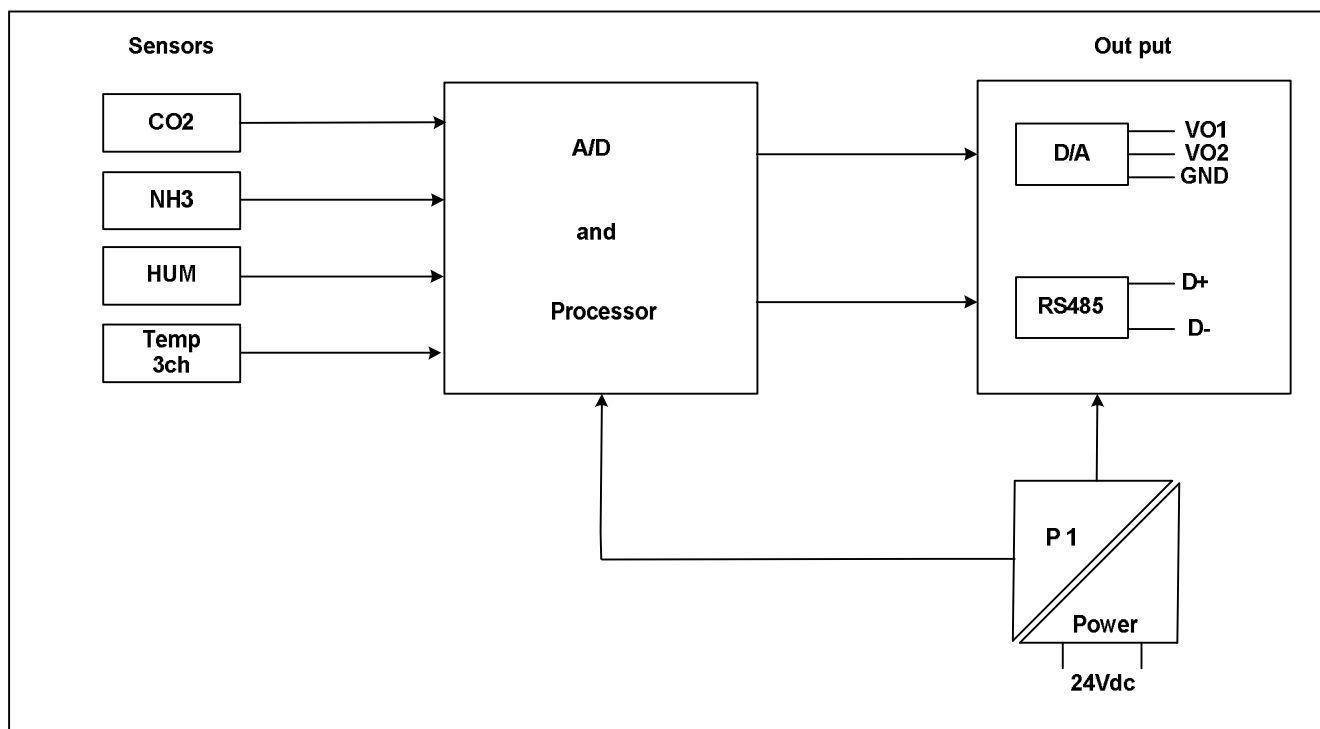 Sensors
Out put
CO2
NH3
HUM
Temp
3ch
A/D
and
Processor
D/A
VO1
VO2
GND
RS485
D+
D-
P 1
Power
24Vdc